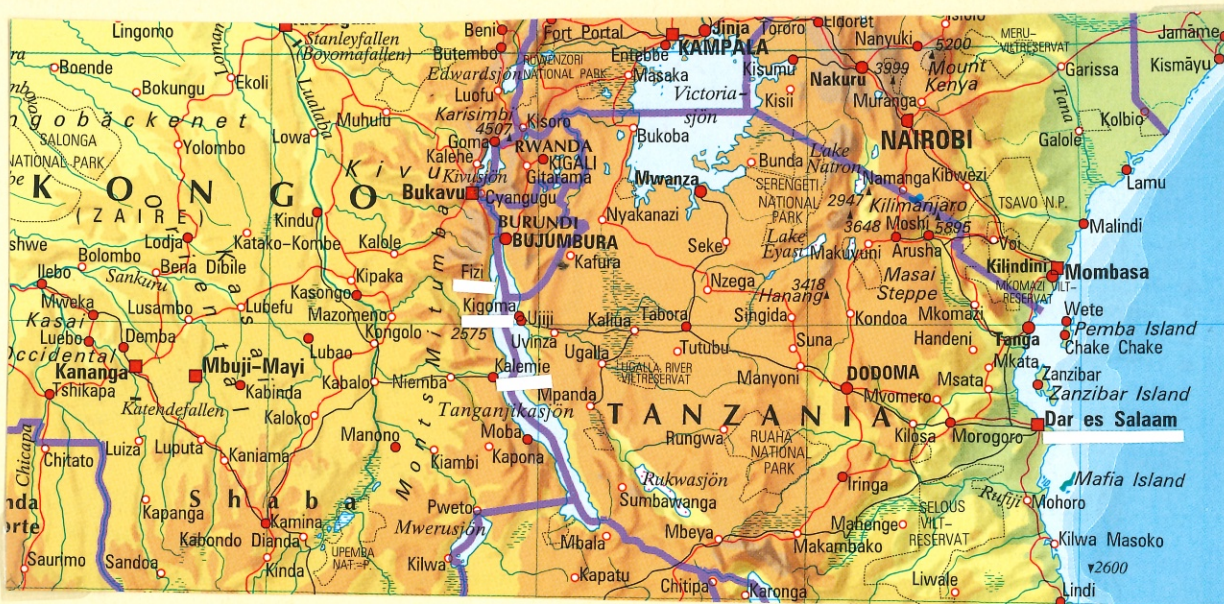 Lingomo
Stanleyfallen
(Boyomafallen)
Beni
Butembo
Fort Portal
Entebbe
KAMPALA
Jinja
Tororo
Eldoret
Nanyuki
5200
MERU-
VILTRESERVAT
Jamame
Kismāyu
Boende
Bokungu
Ekoli
Lomani
Lualaba
Edwardsjön
RUWENZORI
NATIONAL PARK
Luofu
Masaka
Victoria-
sjön
Kisumu
Kisii
Nakuru
3999
Mount
Kenya
Muranga
Garissa
Tana
Kolbio
ngobäckenet
SALONGA
NATIONAL PARK
Yolombo
Lowa
Muhulu
Karisimbi
4507
Goma
Kisoro
RWANDA
KIGALI
Gitarama
Bukoba
NAIROBI
Galole
Lamu
KONGO
(ZAIRE)
Kivu
Kalehe
Kivusjön
Bukavu
Cyangugu
Mwanza
Bunda
SERENGETI
NATIONAL
PARK
Lake
Natron
Namanga
Kibwezi
2947
Kilimanjaro
TSAVO N.P.
Malindi
Kindu
Lodja
Katako-Kombe
Kalole
BURUNDI
BUJUMBURA
Nyakanazi
Kafura
Seke
Lake
Eyasi
3648
Moshi
5895
Makuyuni
Arusha
Voi
shwe
Bolombo
Ilebo
Sankuru
Bena Dibile
Kipaka
Kasongo
Fizi
Kigoma
Nzega
3418
Hanang
Masai
Steppe
Kilindini
Mombasa
MKOMAZI VILT-
RESERVAT
Mweka
Kasai
Occidental
Luebo
Lusambo
Lubefu
Mazomeno
Kongolo
Demba
Kananga
Mbuji-Mayi
Lubao
Kabinda
Kabalo
Niemba
Mitumba
Monts
2575
Ujiji
Uvinza
Kaliua
Tabora
Singida
Kondoa
Mkomazi
Wete
Pemba Island
Chake Chake
Tanga
Handeni
Ugalla
Tutubu
Suna
Mkata
UGALLA RIVER
VILTRESERVAT
Kalemie
Mpanda
Manyoni
DODOMA
Msata
Mvomero
Zanzibar
Zanzibar Island
Tshikapa
Katendefallen
Kaloko
Tanganjikasjön
TANZANIA
Kilosa
Morogoro
Dar es Salaam
Chicapa
Chitato
Luiza
Luputa
Kaniama
Manono
Kiambi
Moba
Kapona
Rungwa
RUAHA
NATIONAL
PARK
Iringa
Rukwasjön
Sumbawanga
Rufiji
Mafia Island
Mohoro
Shaba
Kapanga
Kabondo
Kamina
Dianda
Pweto
Mwerusjön
Mbala
Mbeya
Mahenge
SELOUS
VILT-
RESERVAT
Makambako
Kilwa Masoko
2600
Saurimo
Sandoa
Kinda
UPEMBA
NAT.-P.
Kilwa
Kapatu
Chitipa
Karonga
Liwale
Lindi